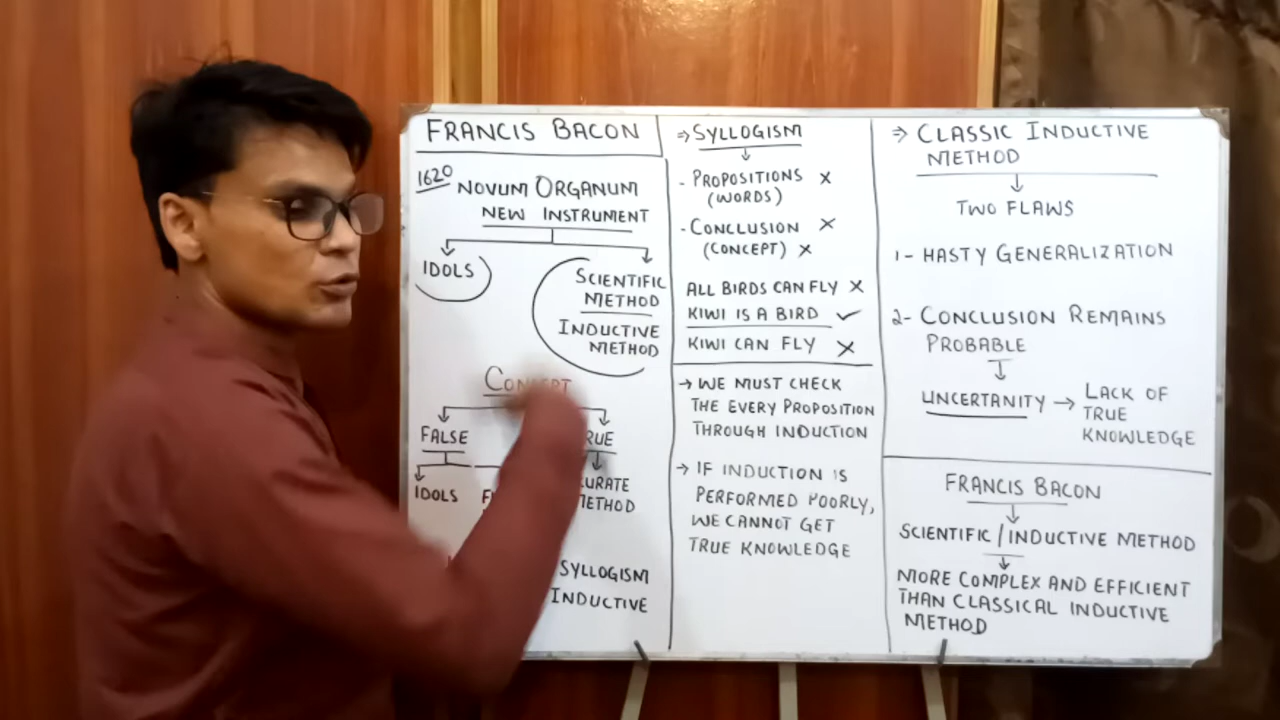 FRANCIS BACON
1620
NOVUM ORGANUM
NEW INSTRUMENT
IDOLS
SCIENTIFIC
METHOD
INDUCTIVE
METHOD
FALSE
IDOLS
SYLLOGISM
INDUCTIVE
⇒ SYLLOGISM
- PROPOSITIONS X
(WORDS)
- CONCLUSION X
(CONCEPT) X
ALL BIRDS CAN FLY X
KIWI IS A BIRD ✓
KIWI CAN FLY X
→ WE MUST CHECK
THE EVERY PROPOSITION
THROUGH INDUCTION
→ IF INDUCTION IS
PERFORMED POORLY,
WE CANNOT GET
TRUE KNOWLEDGE
⇒ CLASSIC INDUCTIVE
METHOD
TWO FLAWS
1- HASTY GENERALIZATION
2- CONCLUSION REMAINS
PROBABLE
UNCERTANITY → LACK OF
TRUE
KNOWLEDGE
FRANCIS BACON
SCIENTIFIC/INDUCTIVE METHOD
MORE COMPLEX AND EFFICIENT
THAN CLASSICAL INDUCTIVE
METHOD